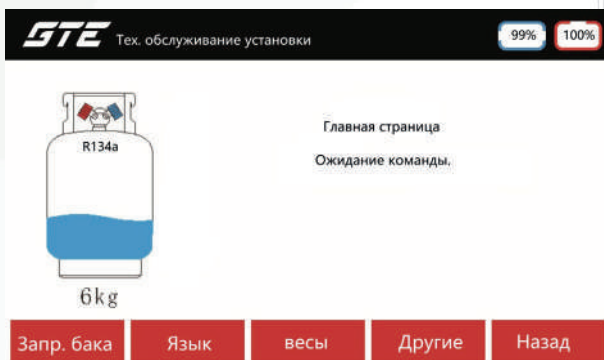 GTE Тех. обслуживание установки 99% 100%
R134a
Главная страница
Ожидание команды.
6kg
Запр. бака Язык весы Другие Назад